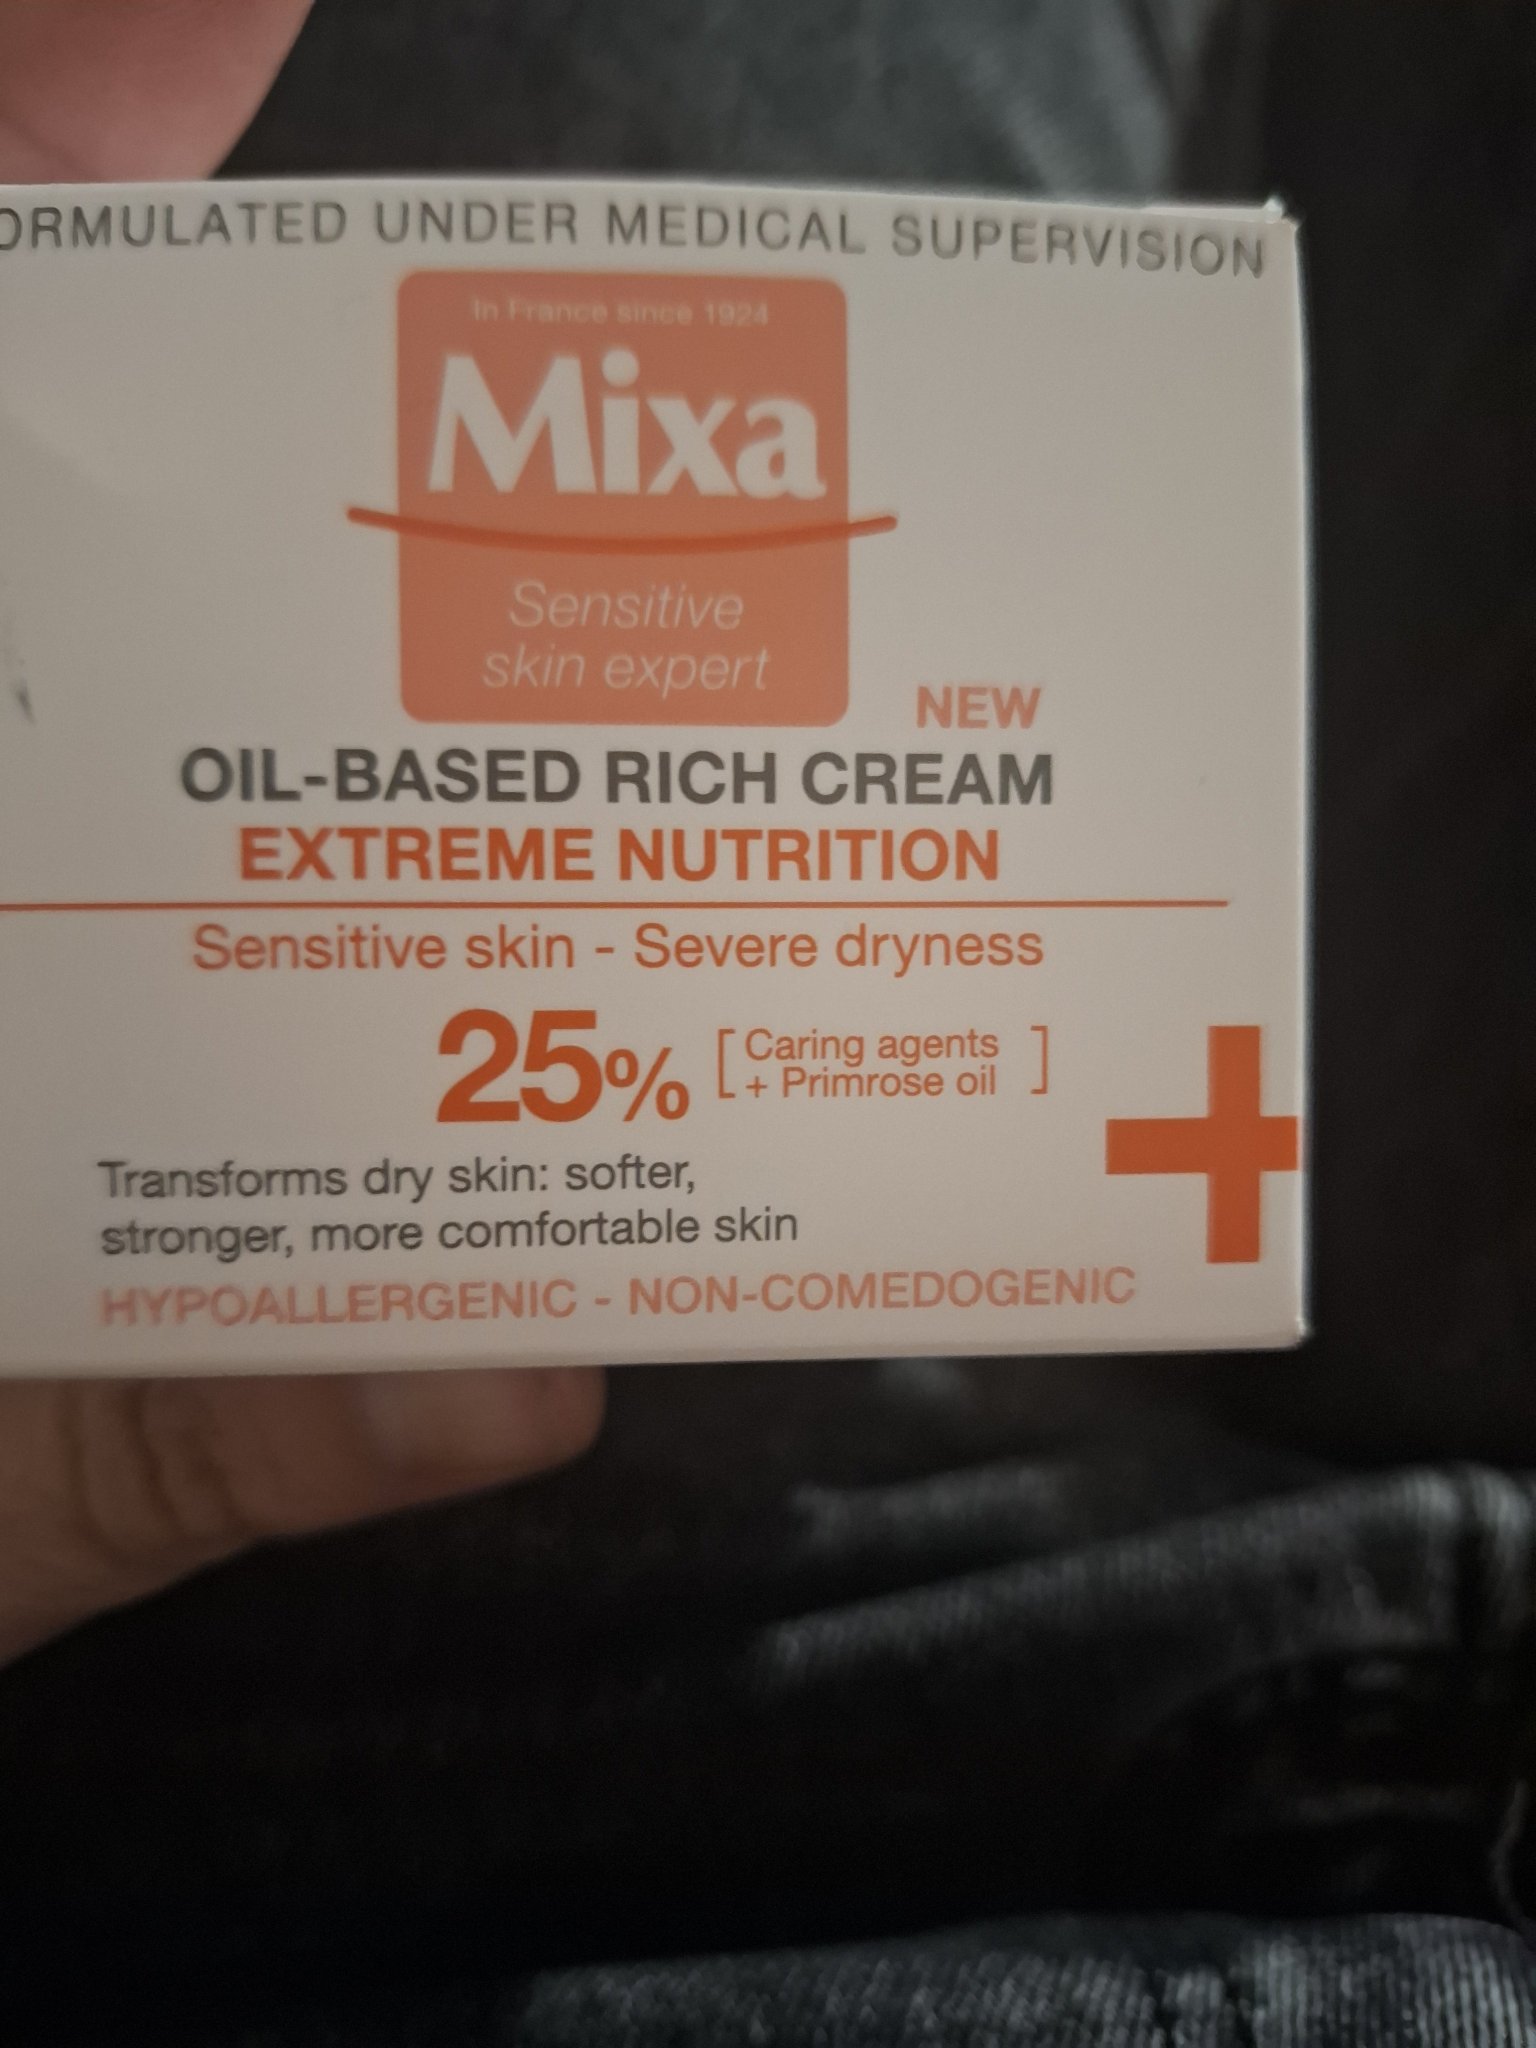 ORMULATED UNDER MEDICAL SUPERVISION
In France since 1924
Mixa
Sensitive
skin expert
NEW
OIL-BASED RICH CREAM
EXTREME NUTRITION
Sensitive skin - Severe dryness
25% [Caring agents
+ Primrose oil]
Transforms dry skin: softer,
stronger, more comfortable skin
HYPOALLERGENIC - NON-COMEDOGENIC